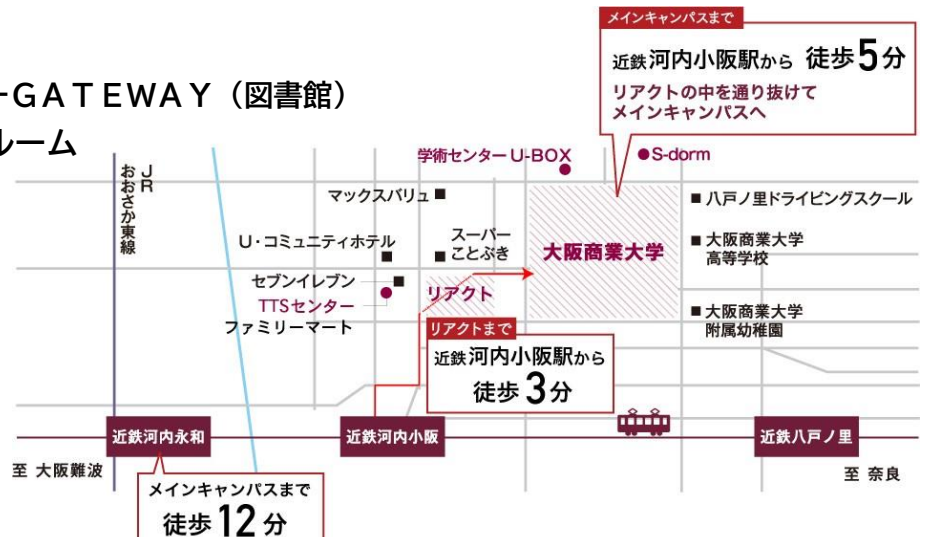 メインキャンパスまで
近鉄河内小阪駅から 徒歩5分
リアクトの中を通り抜けて
メインキャンパスへ
GATEWAY（図書館）
ルーム
学術センターU-BOX
S-dorm
JR
おおさか東線
マックスバリュ
八戸ノ里ドライビングスクール
U・コミュニティホテル
スーパー
ことぶき
大阪商業大学
大阪商業大学
高等学校
セブンイレブン
リアクト
TTSセンター
ファミリーマート
大阪商業大学
附属幼稚園
リアクトまで
近鉄河内小阪駅から
徒歩3分
近鉄河内永和
近鉄河内小阪
近鉄八戸ノ里
至 大阪難波
至 奈良
メインキャンパスまで
徒歩12分